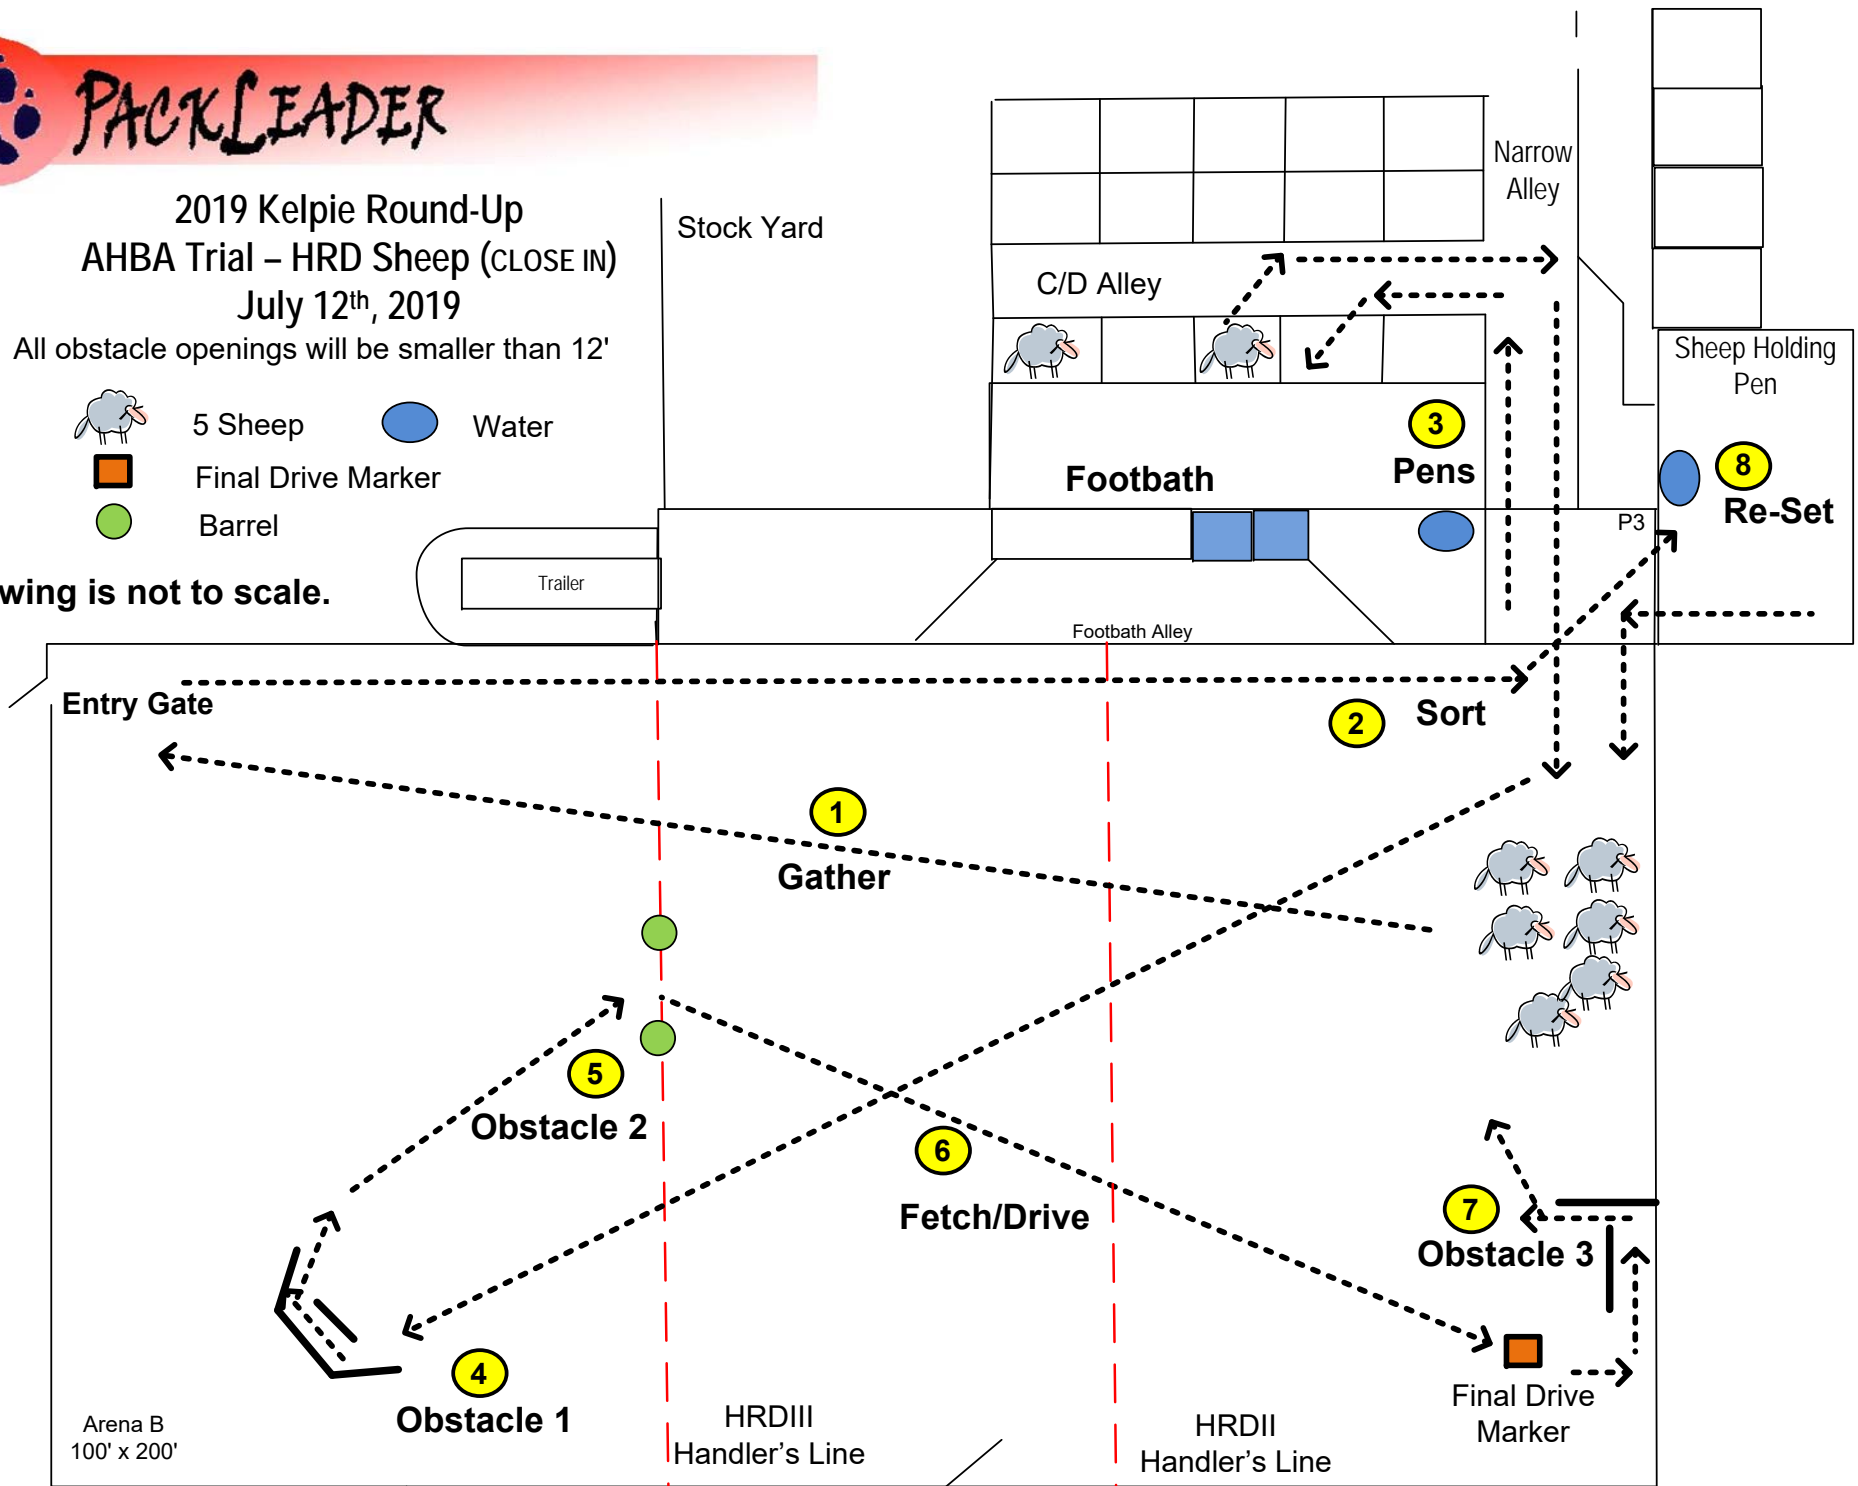 PACKLEADER
2019 Kelpie Round-Up
AHBA Trial – HRD Sheep (CLOSE IN)
July 12th, 2019
All obstacle openings will be smaller than 12'
5 Sheep
Water
Final Drive Marker
Barrel
wing is not to scale.
Stock Yard
Narrow
Alley
C/D Alley
Sheep Holding
Pen
3
Pens
Footbath
8
Re-Set
P3
Trailer
Footbath Alley
Entry Gate
2
Sort
1
Gather
5
Obstacle 2
6
Fetch/Drive
7
Obstacle 3
4
Obstacle 1
Final Drive
Marker
Arena B
100' x 200'
HRDIII
Handler's Line
HRDII
Handler's Line